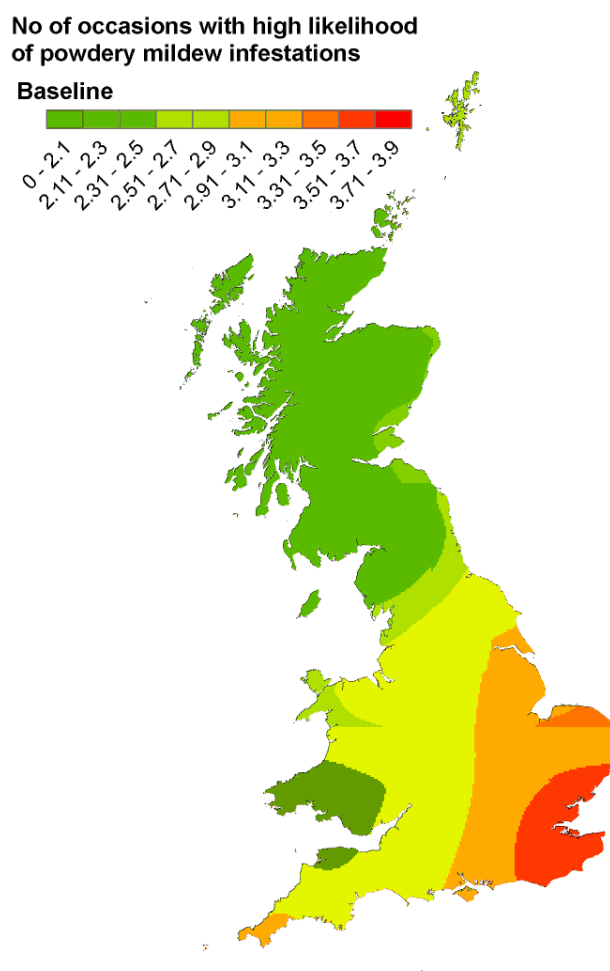 No of occasions with high likelihood
of powdery mildew infestations
Baseline
0 - 2.1
2.11 - 2.3
2.31 - 2.5
2.51 - 2.7
2.71 - 2.9
2.91 - 3.1
3.11 - 3.3
3.31 - 3.5
3.51 - 3.7
3.71 - 3.9